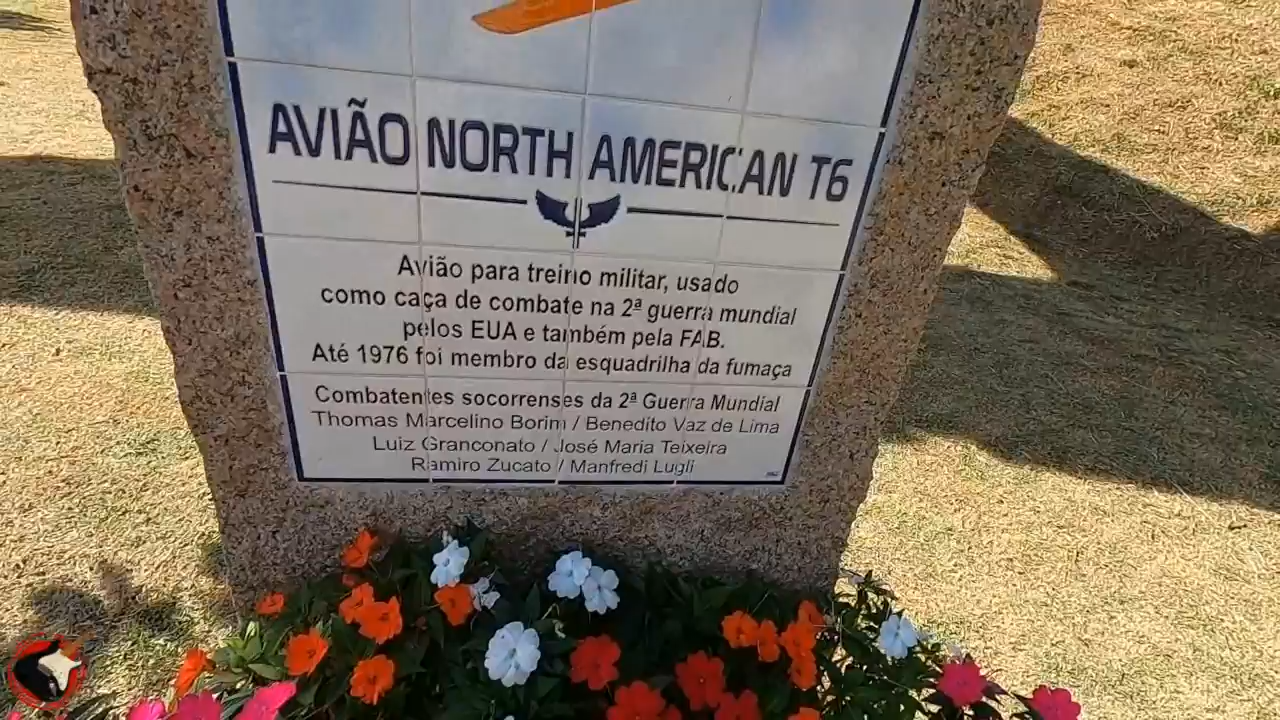 AVIÃO NORTH AMERICAN T6
Avião para treino militar, usado
como caça de combate na 2ª guerra mundial
pelos EUA e também pela FAB.
Até 1976 foi membro da esquadrilha da fumaça
Combatentes socorrenses da 2ª Guerra Mundial
Thomas Marcelino Borim / Benedito Vaz de Lima
Luiz Granconato / José Maria Teixeira
Ramiro Zucato / Manfredi Lugli